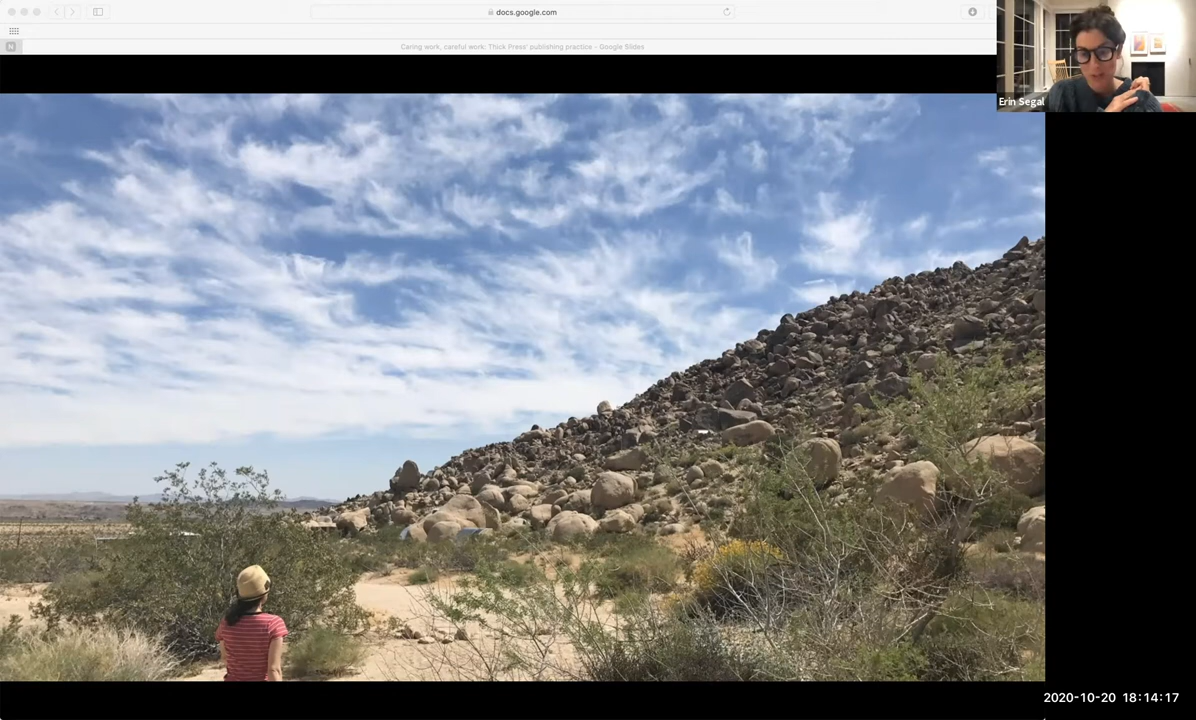 docs.google.com
N
Caring work, careful work: Thick Press' publishing practice - Google Slides
Erin Segal
2020-10-20 18:14:17